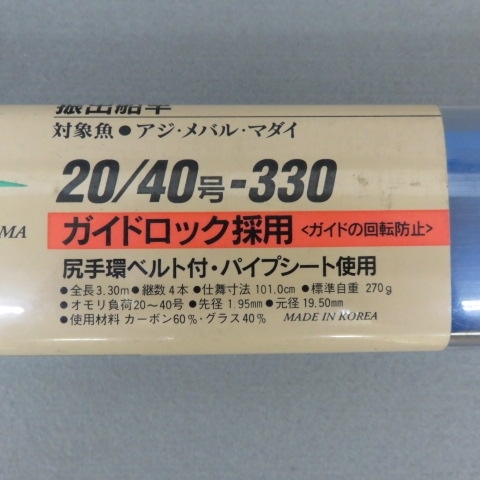 振出船竿
対象魚●アジ・メバル・マダイ
20/40号-330
MA
ガイドロック採用 <ガイドの回転防止>
尻手環ベルト付・パイプシート使用
●全長3.30m ●継数4本 ●仕舞寸法101.0cm ●標準自重 270g
●オモリ負荷20〜40号 ●先径 1.95mm ●元径 19.50mm
●使用材料 カーボン60%・グラス40% MADE IN KOREA